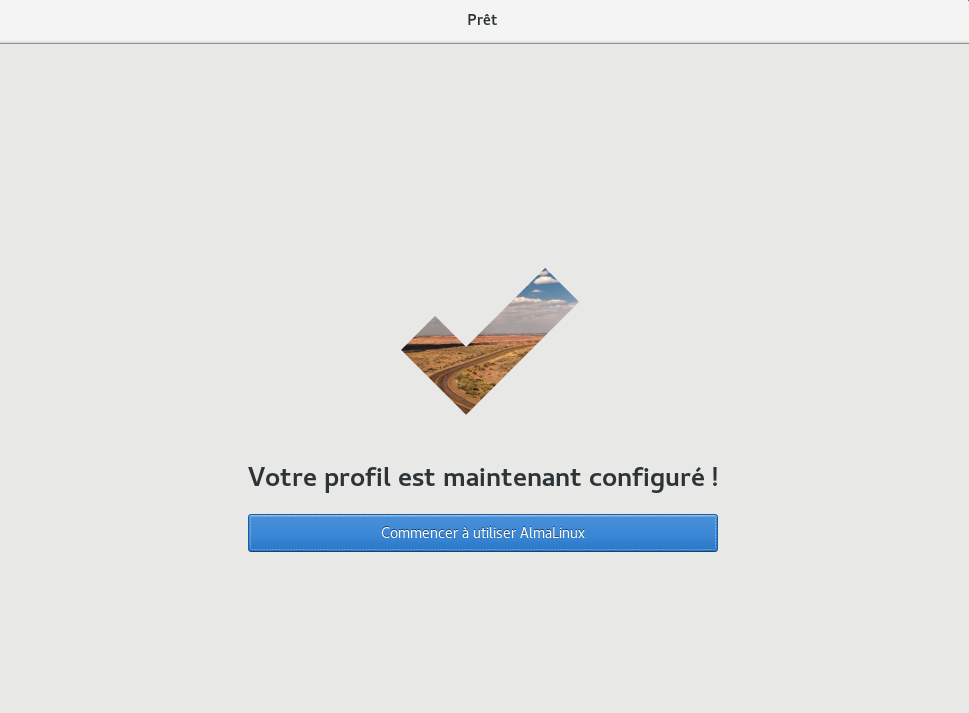 Prêt
Votre profil est maintenant configuré !
Commencer à utiliser AlmaLinux